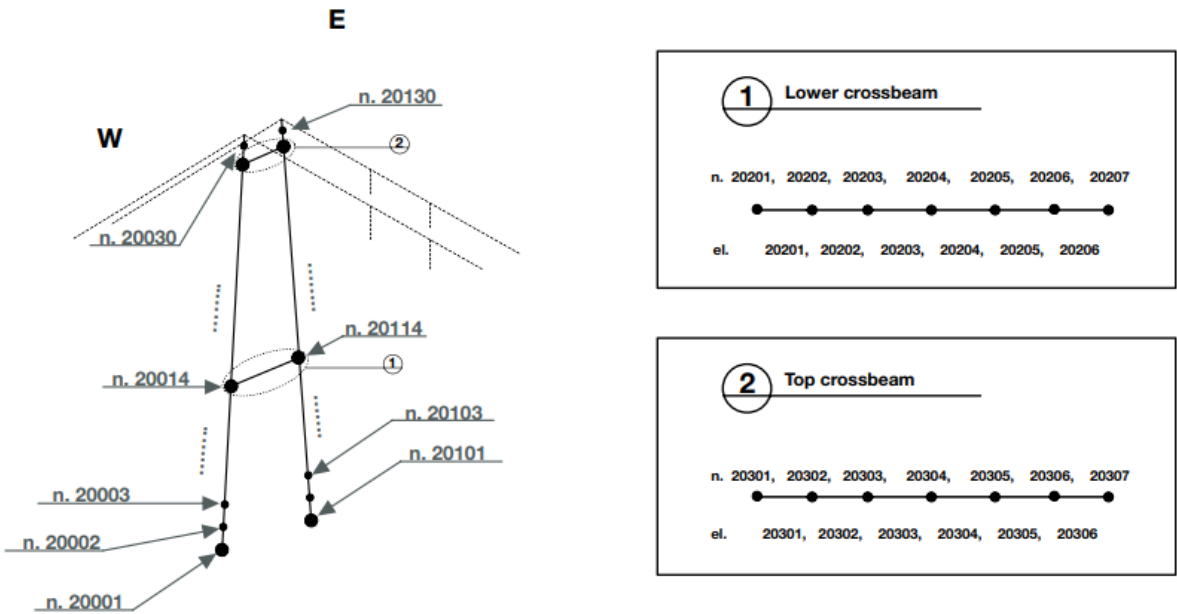 E
W
n. 20130
2
n. 20030
n. 20114
1
n. 20014
n. 20103
n. 20101
n. 20003
n. 20002
n. 20001
1 Lower crossbeam
n. 20201, 20202, 20203, 20204, 20205, 20206, 20207
el. 20201, 20202, 20203, 20204, 20205, 20206
2 Top crossbeam
n. 20301, 20302, 20303, 20304, 20305, 20306, 20307
el. 20301, 20302, 20303, 20304, 20305, 20306